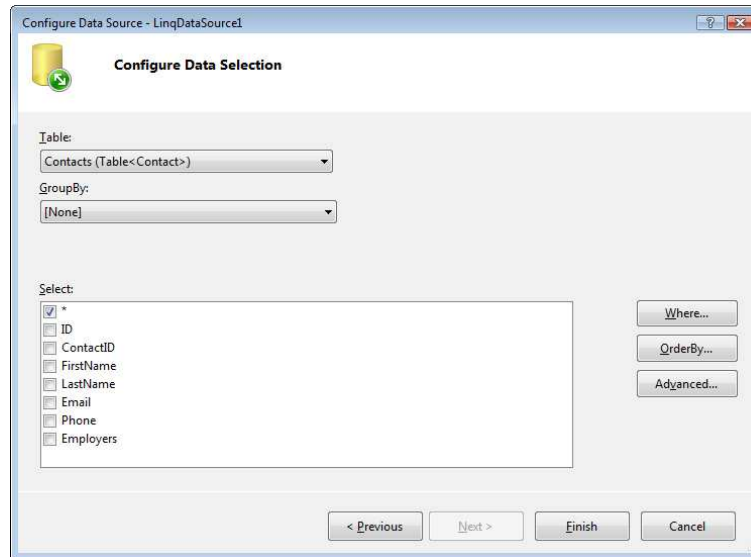 Configure Data Source - LinqDataSource1
Configure Data Selection
Table:
Contacts (Table<Contact>)
GroupBy:
[None]
Select:
*
ID
ContactID
FirstName
LastName
Email
Phone
Employers
Where...
OrderBy...
Advanced...
< Previous
Next >
Finish
Cancel